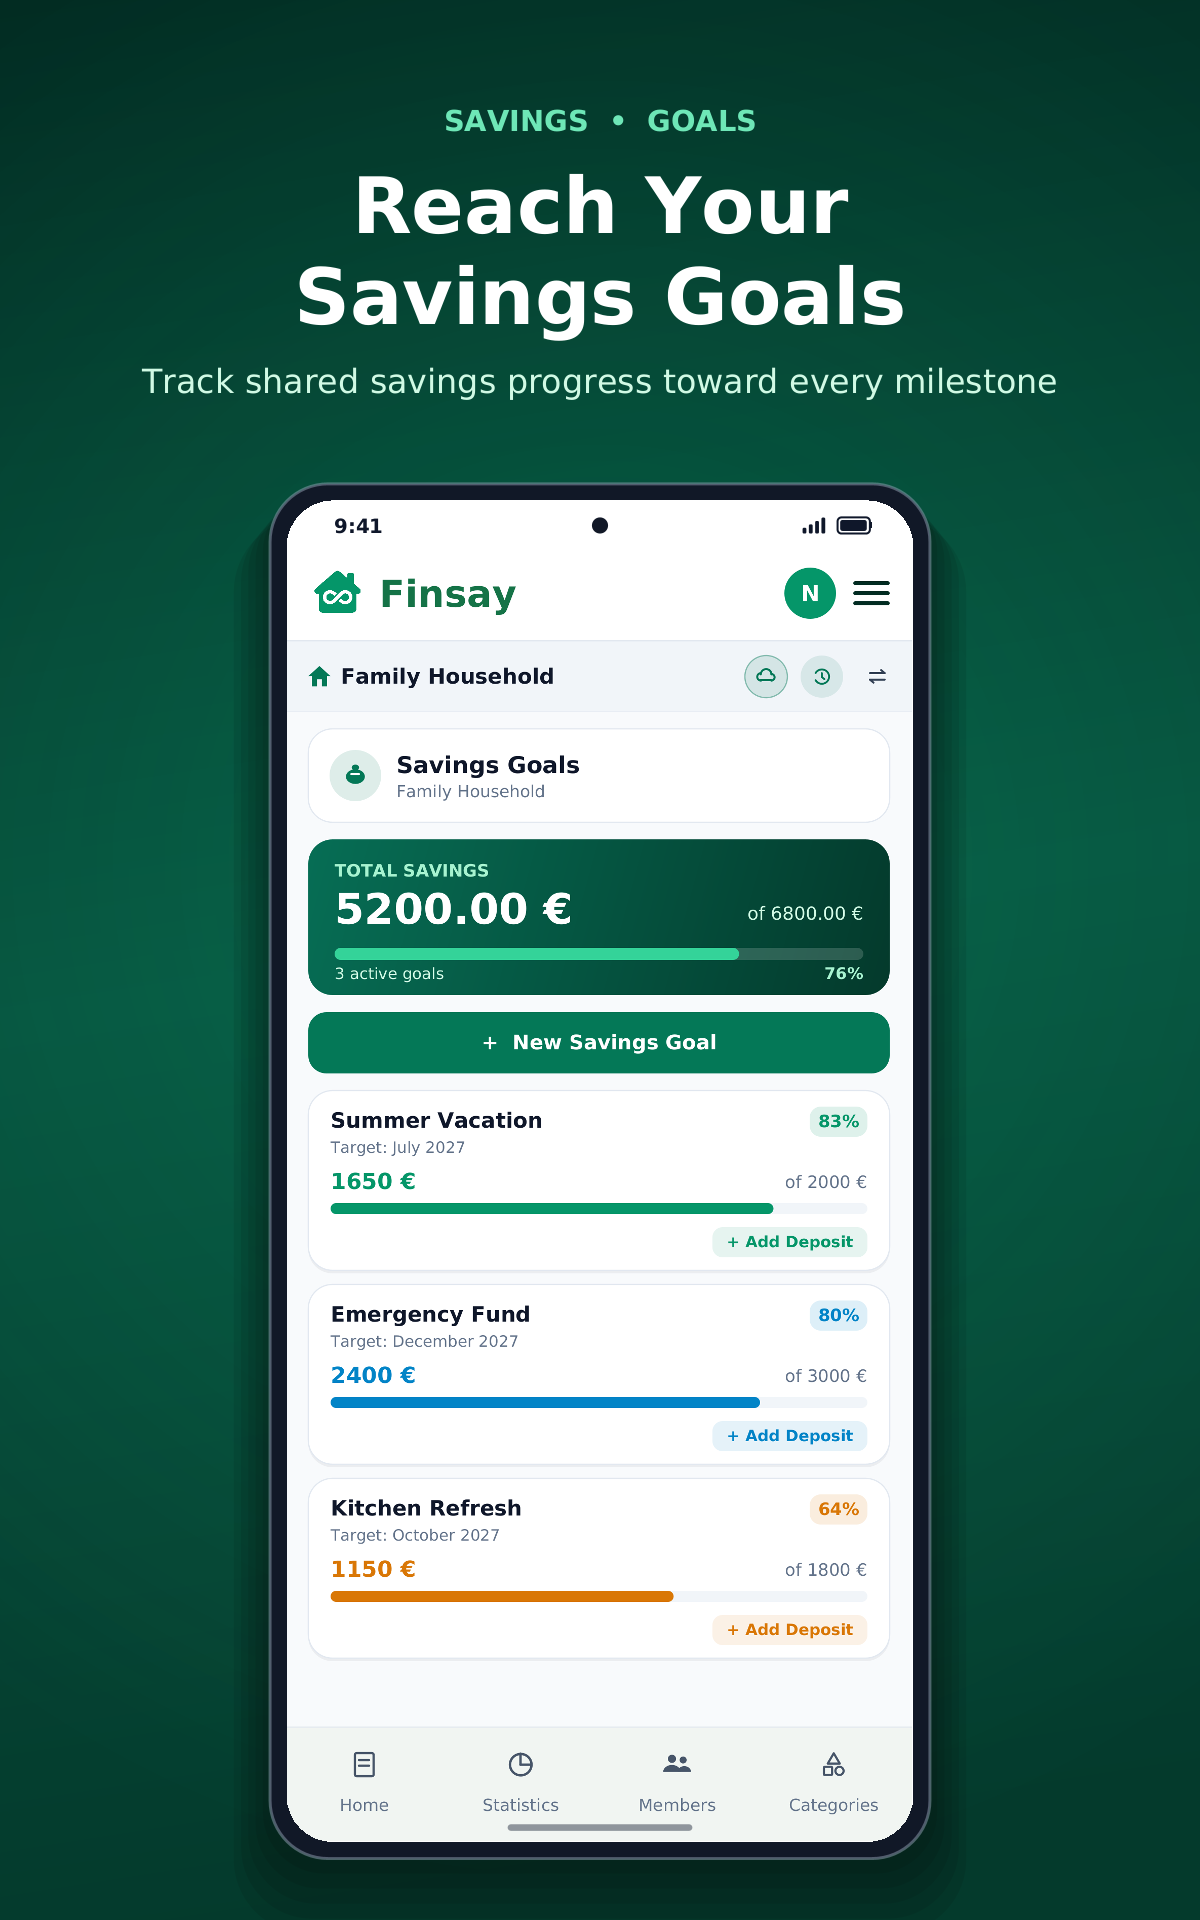 SAVINGS • GOALS
Reach Your
Savings Goals
Track shared savings progress toward every milestone
9:41
Finsay
N
Family Household
Savings Goals
Family Household
TOTAL SAVINGS
5200.00 €
of 6800.00 €
3 active goals
76%
+ New Savings Goal
Summer Vacation
83%
Target: July 2027
1650 €
of 2000 €
+ Add Deposit
Emergency Fund
80%
Target: December 2027
2400 €
of 3000 €
+ Add Deposit
Kitchen Refresh
64%
Target: October 2027
1150 €
of 1800 €
+ Add Deposit
Home
Statistics
Members
Categories